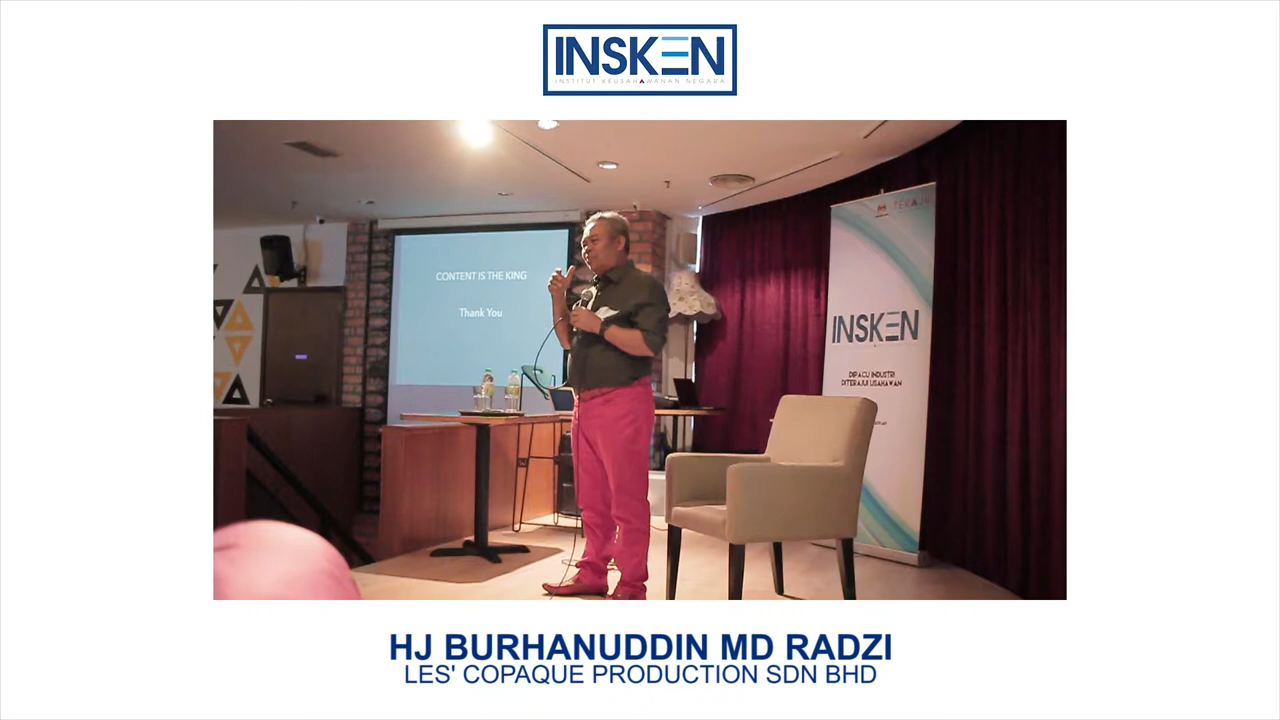 INSKEN
INSTITUT KEUSAHAWANAN NEGARA
CONTENT IS THE KING
Thank You
TERAJU
INSKEN
DIPACU INDUSTRI
DITERAJUI USAHAWAN
HJ BURHANUDDIN MD RADZI
LES' COPAQUE PRODUCTION SDN BHD